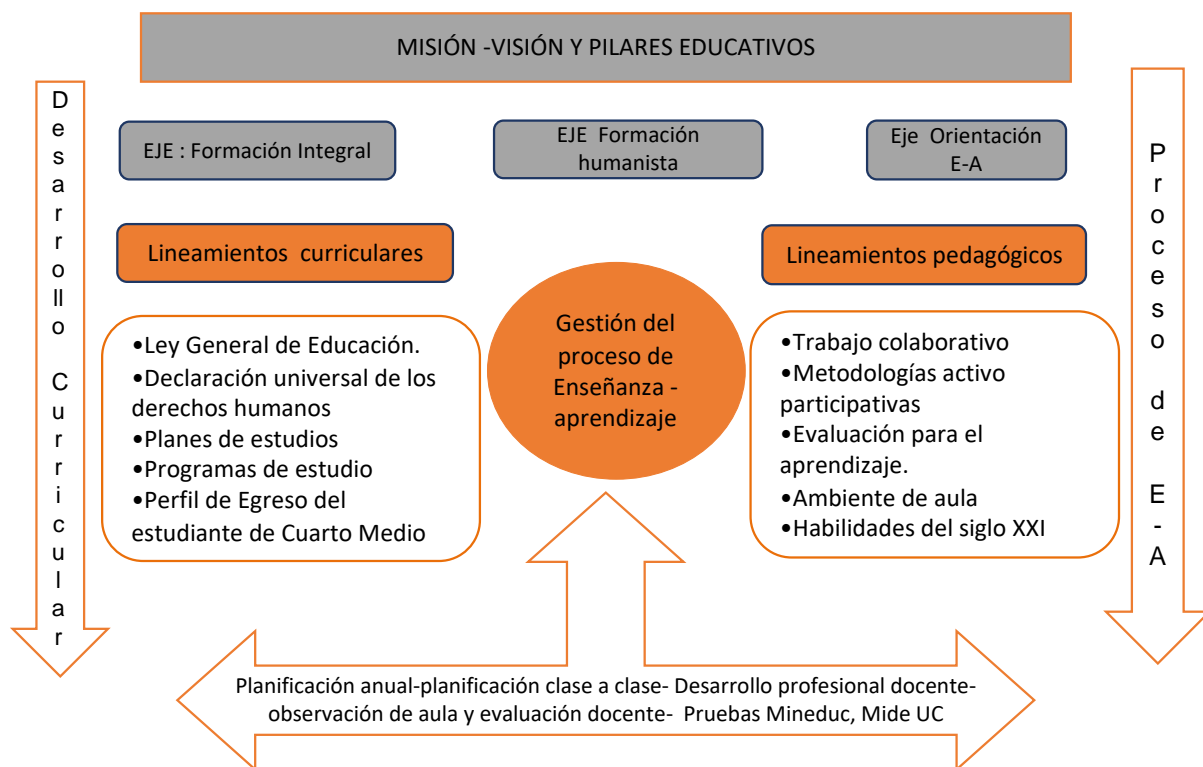 MISIÓN -VISIÓN Y PILARES EDUCATIVOS
Desarrollo Curricular
EJE : Formación Integral
EJE Formación
humanista
Eje Orientación
E-A
Proceso de E-A
Lineamientos curriculares
Lineamientos pedagógicos
•Ley General de Educación.
•Declaración universal de los
derechos humanos
•Planes de estudios
•Programas de estudio
•Perfil de Egreso del
estudiante de Cuarto Medio
Gestión del
proceso de
Enseñanza -
aprendizaje
•Trabajo colaborativo
•Metodologías activo
participativas
•Evaluación para el
aprendizaje.
•Ambiente de aula
•Habilidades del siglo XXI
Planificación anual-planificación clase a clase- Desarrollo profesional docente-
observación de aula y evaluación docente- Pruebas Mineduc, Mide UC